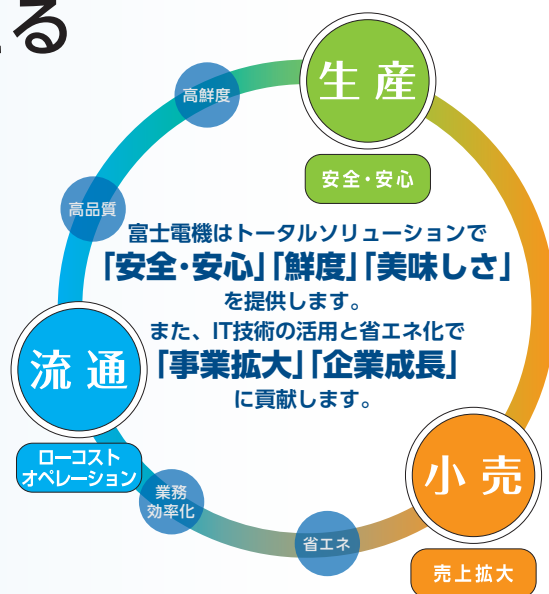 る
生産
高鮮度
安全・安心
高品質
富士電機はトータルソリューションで
「安全・安心」「鮮度」「美味しさ」
を提供します。
また、IT技術の活用と省エネ化で
「事業拡大」「企業成長」
に貢献します。
流通
ローコスト
オペレーション
小売
業務
効率化
省エネ
売上拡大